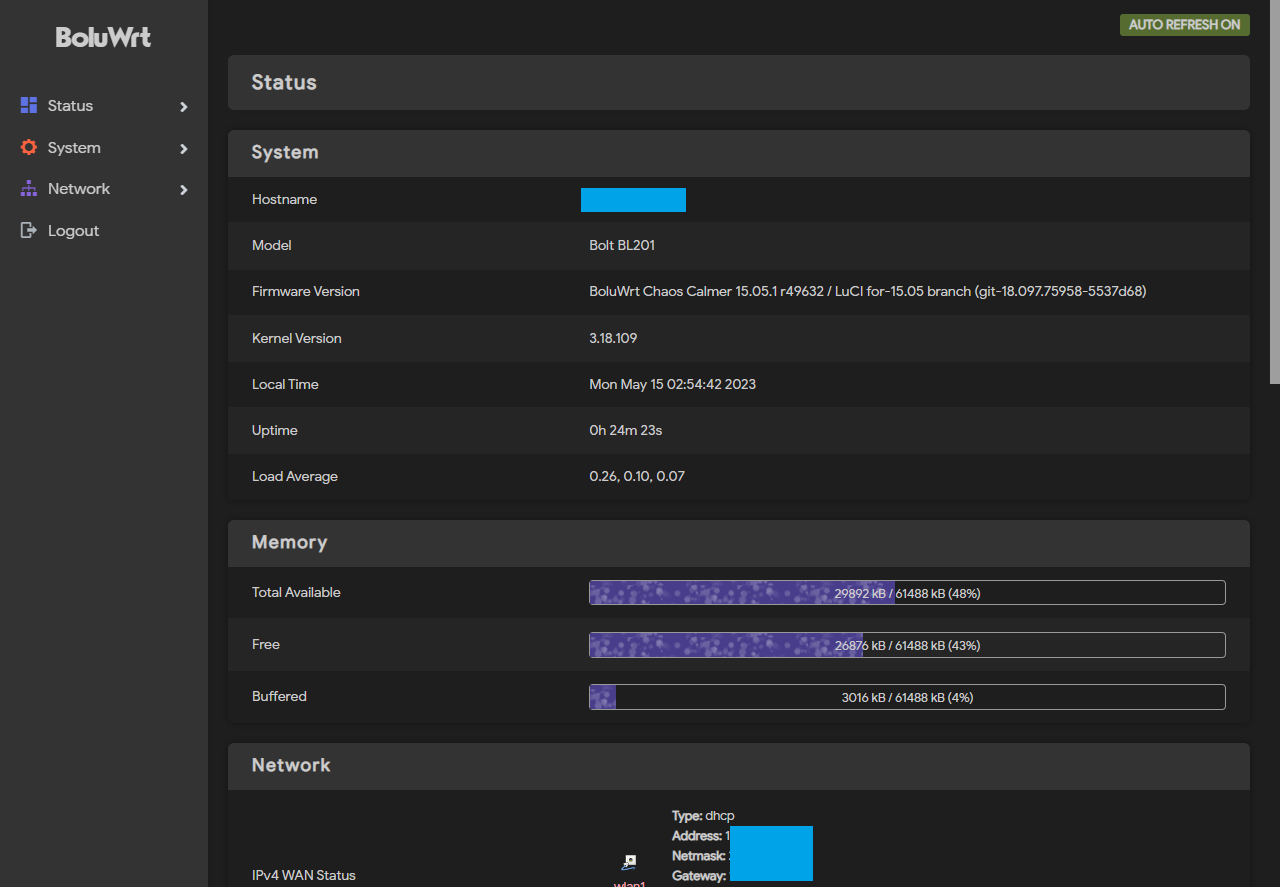 BoluWrt
AUTO REFRESH ON
Status
System
Network
Logout
Status
System
Hostname
Model Bolt BL201
Firmware Version BoluWrt Chaos Calmer 15.05.1 r49632 / LuCI for-15.05 branch (git-18.097.75958-5537d68)
Kernel Version 3.18.109
Local Time Mon May 15 02:54:42 2023
Uptime 0h 24m 23s
Load Average 0.26, 0.10, 0.07
Memory
Total Available 29892 kB / 61488 kB (48%)
Free 26876 kB / 61488 kB (43%)
Buffered 3016 kB / 61488 kB (4%)
Network
Type: dhcp
Address: 1
Netmask:
Gateway:
IPv4 WAN Status
wlan1